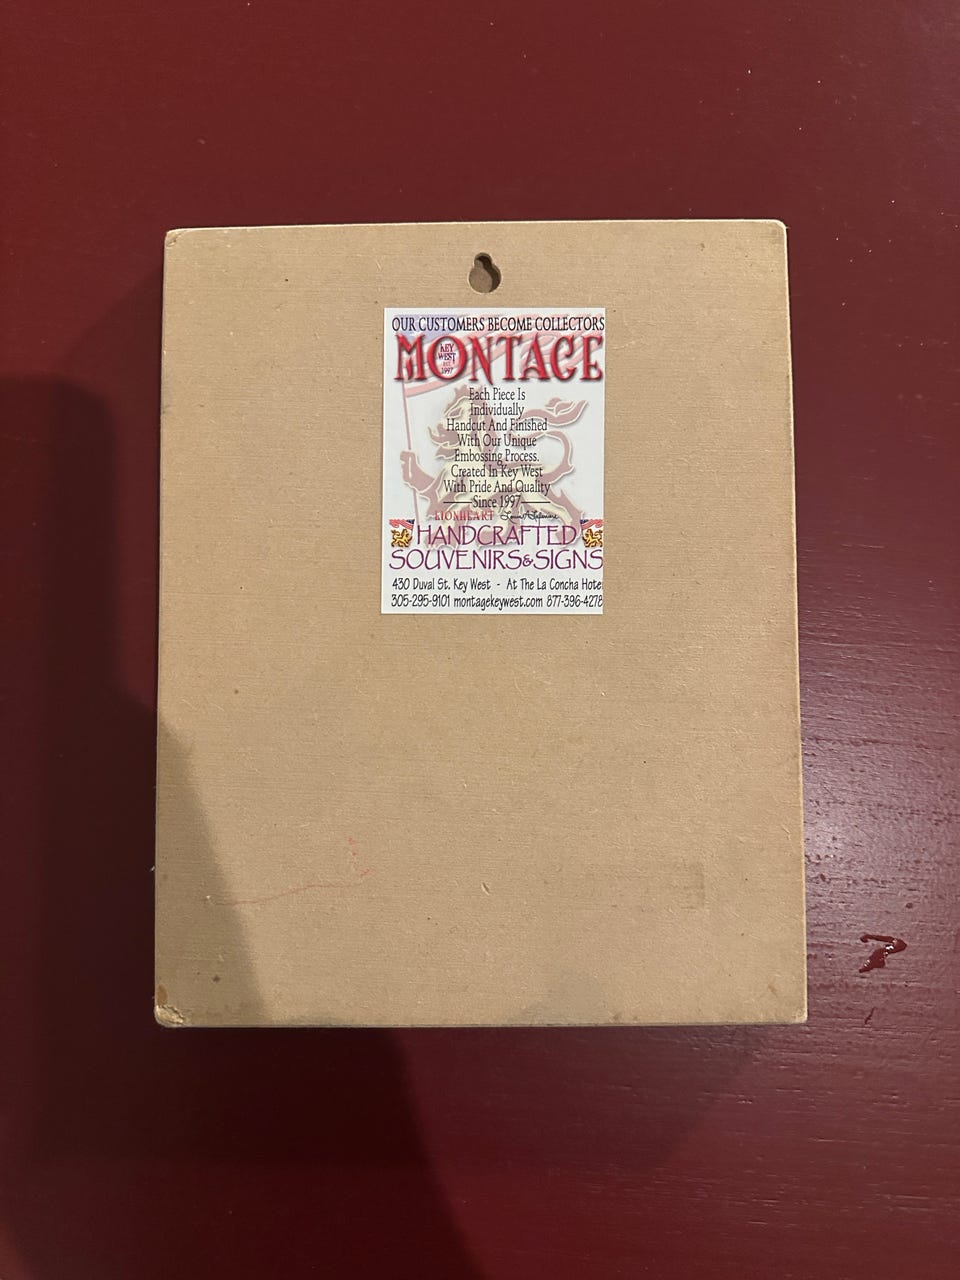 OUR CUSTOMERS BECOME COLLECTORS
MONTAGE
KEY
WEST
EST
1997
Each Piece Is
Individually
Handcut And Finished
With Our Unique
Embossing Process.
Created In Key West
With Pride And Quality
Since 1997
LIONHEART
HANDCRAFTED
SOUVENIRS & SIGNS
430 Duval St. Key West - At The La Concha Hotel
305-295-9101 montagekeywest.com 877-396-4278